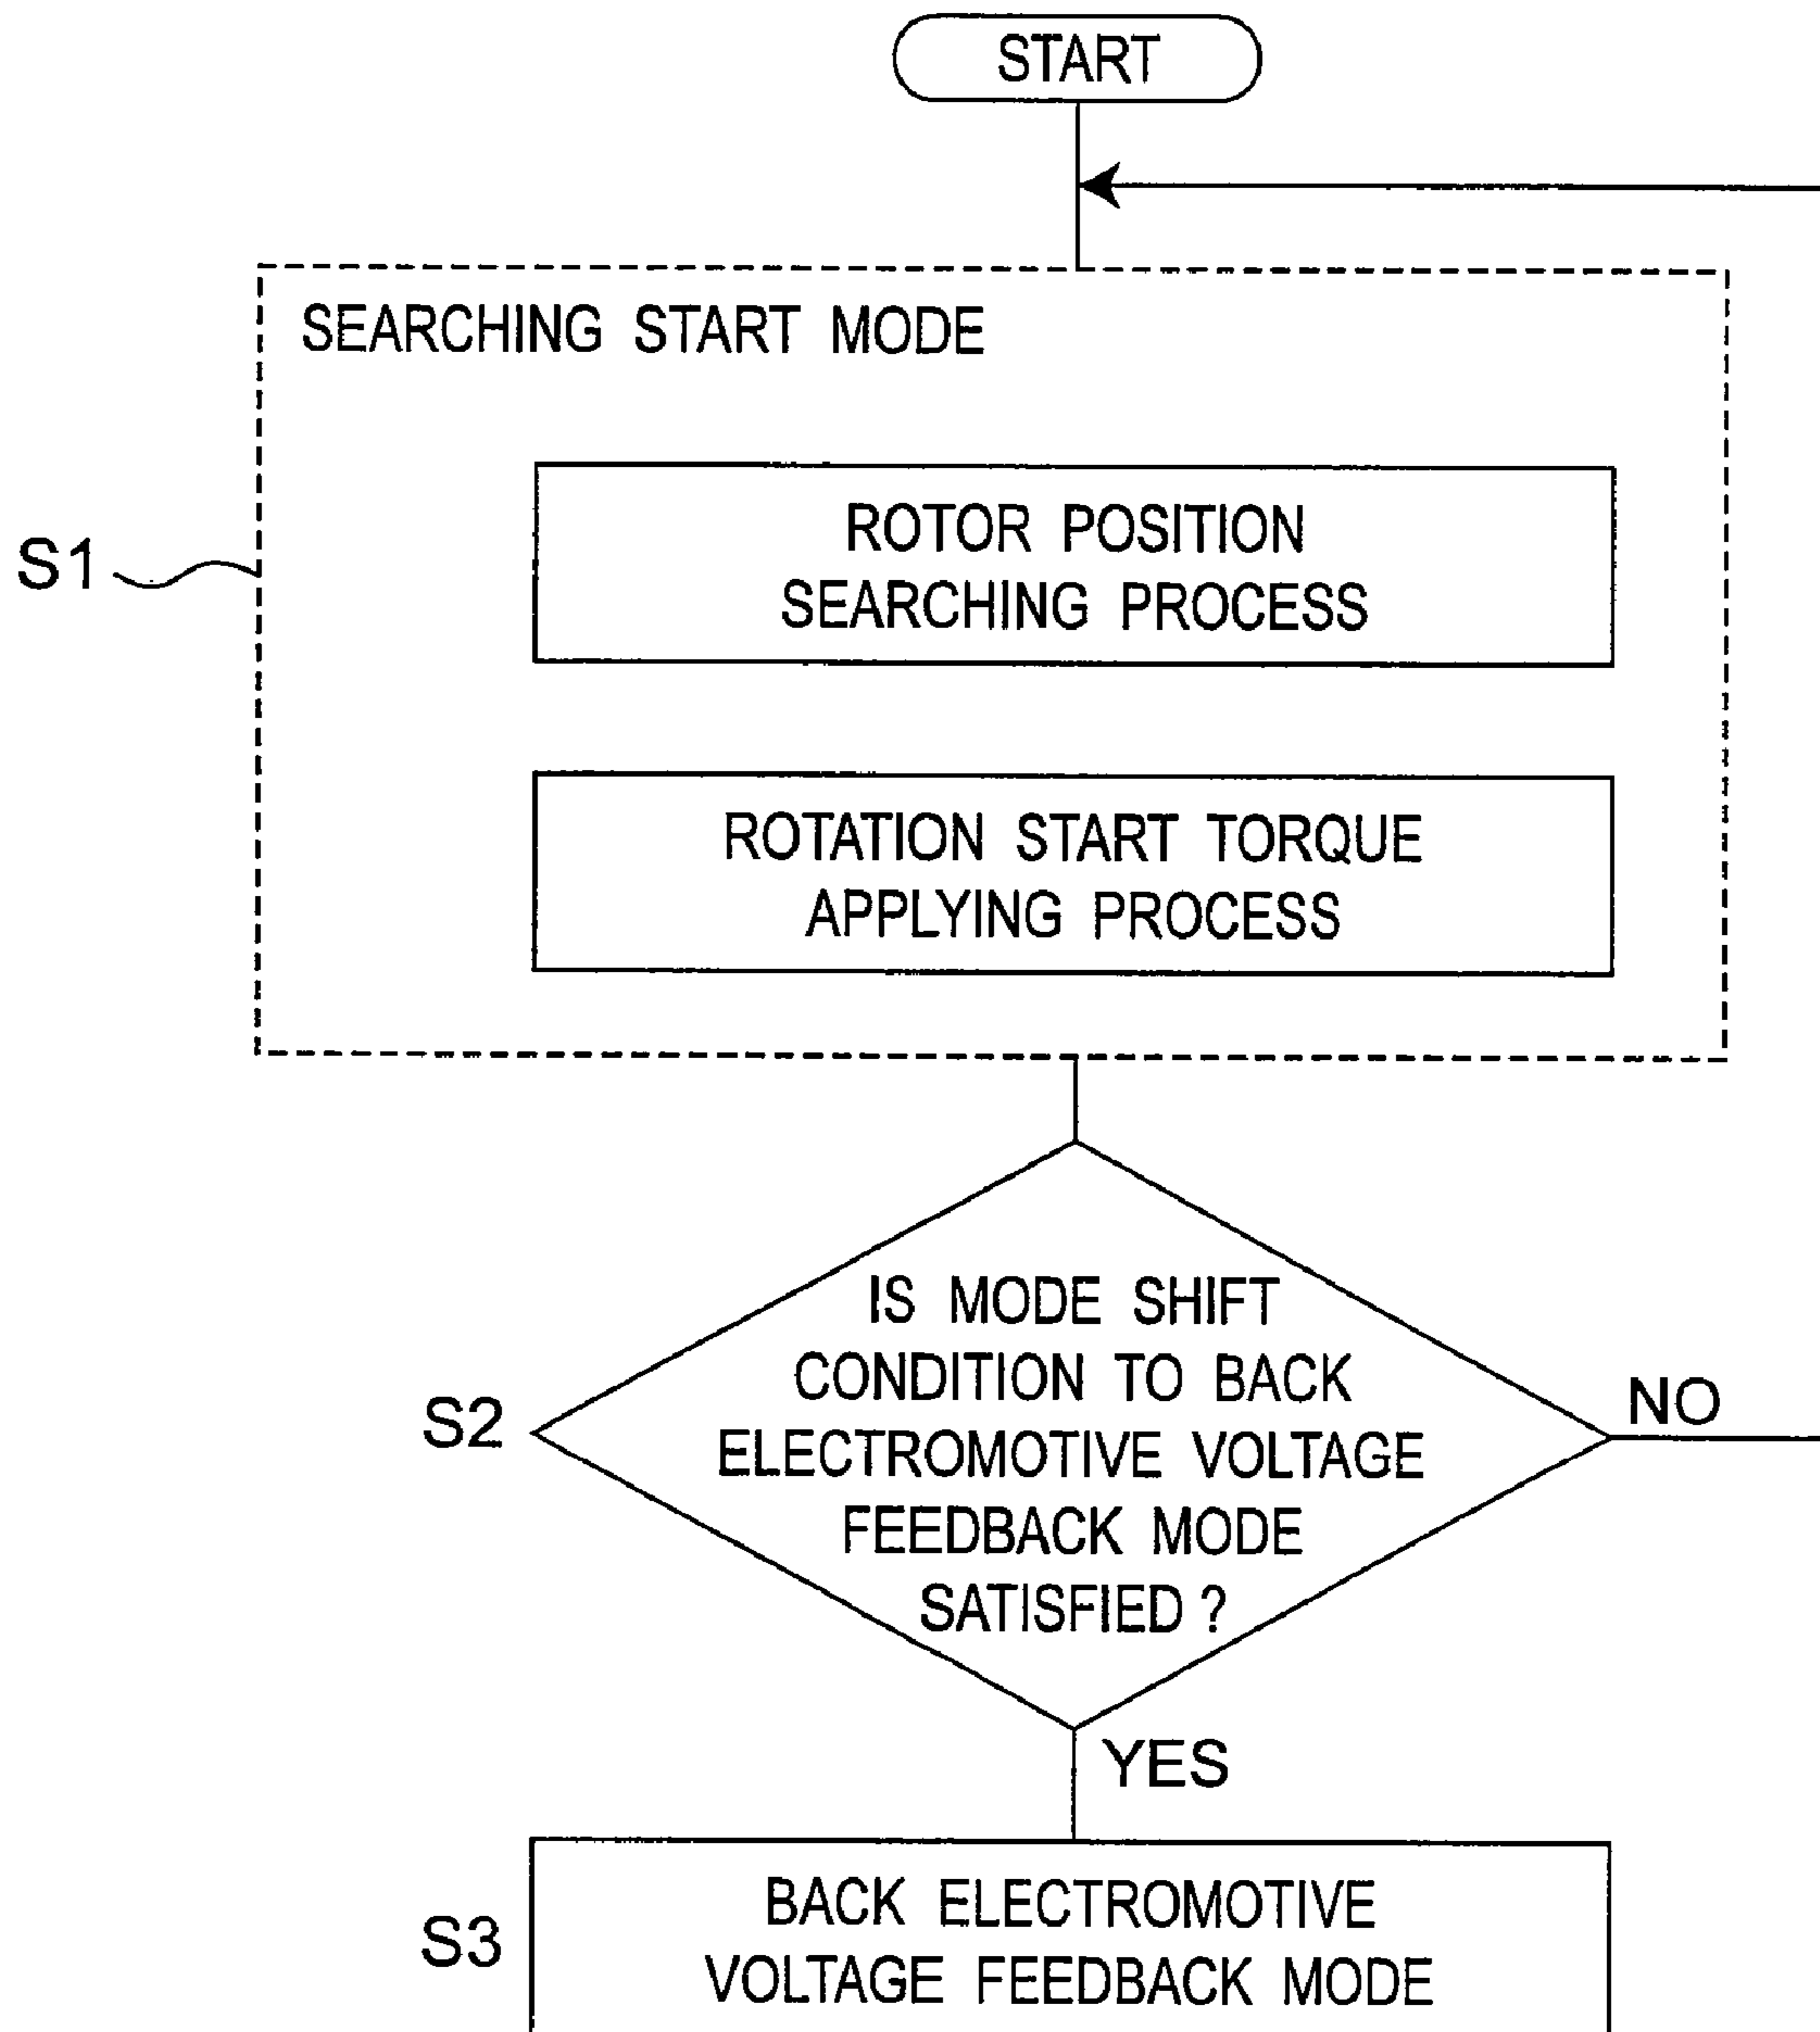 START
SEARCHING START MODE
ROTOR POSITION
SEARCHING PROCESS
S1
ROTATION START TORQUE
APPLYING PROCESS
IS MODE SHIFT
CONDITION TO BACK
ELECTROMOTIVE VOLTAGE
FEEDBACK MODE
SATISFIED ?
S2
NO
YES
BACK ELECTROMOTIVE
VOLTAGE FEEDBACK MODE
S3